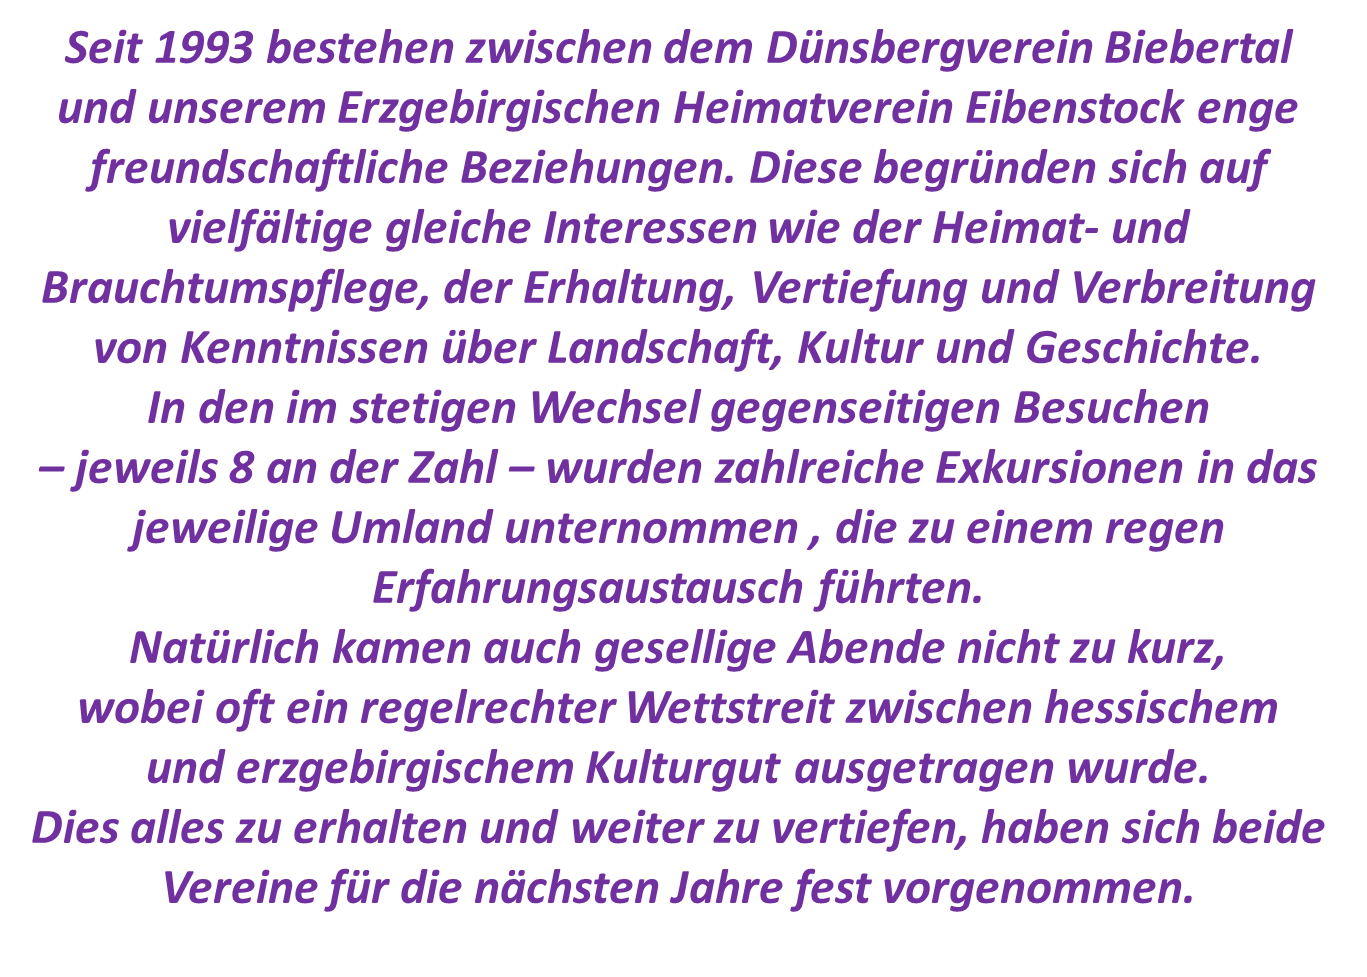 Seit 1993 bestehen zwischen dem Dünsbergverein Biebertal
und unserem Erzgebirgischen Heimatverein Eibenstock enge
freundschaftliche Beziehungen. Diese begründen sich auf
vielfältige gleiche Interessen wie der Heimat- und
Brauchtumspflege, der Erhaltung, Vertiefung und Verbreitung
von Kenntnissen über Landschaft, Kultur und Geschichte.
In den im stetigen Wechsel gegenseitigen Besuchen
– jeweils 8 an der Zahl – wurden zahlreiche Exkursionen in das
jeweilige Umland unternommen , die zu einem regen
Erfahrungsaustausch führten.
Natürlich kamen auch gesellige Abende nicht zu kurz,
wobei oft ein regelrechter Wettstreit zwischen hessischem
und erzgebirgischem Kulturgut ausgetragen wurde.
Dies alles zu erhalten und weiter zu vertiefen, haben sich beide
Vereine für die nächsten Jahre fest vorgenommen.